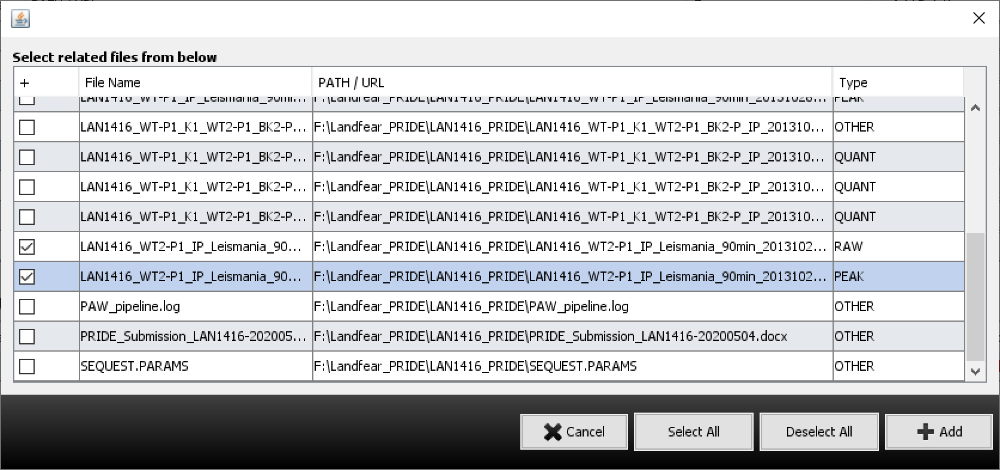 Select related files from below
+ File Name PATH / URL Type
LAN1416_WT-P1_IP_Leismania_90mi... F:\Landfear_PRIDE\LAN1416_PRIDE\LAN1416_WT-P1_IP_Leismania_90min_20131028... PEAK
LAN1416_WT-P1_K1_WT2-P1_BK2-P... F:\Landfear_PRIDE\LAN1416_PRIDE\LAN1416_WT-P1_K1_WT2-P1_BK2-P_IP_201310... OTHER
LAN1416_WT-P1_K1_WT2-P1_BK2-P... F:\Landfear_PRIDE\LAN1416_PRIDE\LAN1416_WT-P1_K1_WT2-P1_BK2-P_IP_201310... QUANT
LAN1416_WT-P1_K1_WT2-P1_BK2-P... F:\Landfear_PRIDE\LAN1416_PRIDE\LAN1416_WT-P1_K1_WT2-P1_BK2-P_IP_201310... QUANT
LAN1416_WT-P1_K1_WT2-P1_BK2-P... F:\Landfear_PRIDE\LAN1416_PRIDE\LAN1416_WT-P1_K1_WT2-P1_BK2-P_IP_201310... QUANT
LAN1416_WT2-P1_IP_Leismania_90... F:\Landfear_PRIDE\LAN1416_PRIDE\LAN1416_WT2-P1_IP_Leismania_90min_2013102... RAW
LAN1416_WT2-P1_IP_Leismania_90... F:\Landfear_PRIDE\LAN1416_PRIDE\LAN1416_WT2-P1_IP_Leismania_90min_2013102... PEAK
PAW_pipeline.log F:\Landfear_PRIDE\LAN1416_PRIDE\PAW_pipeline.log OTHER
PRIDE_Submission_LAN1416-202005... F:\Landfear_PRIDE\LAN1416_PRIDE\PRIDE_Submission_LAN1416-20200504.docx OTHER
SEQUEST.PARAMS F:\Landfear_PRIDE\LAN1416_PRIDE\SEQUEST.PARAMS OTHER
Cancel Select All Deselect All Add